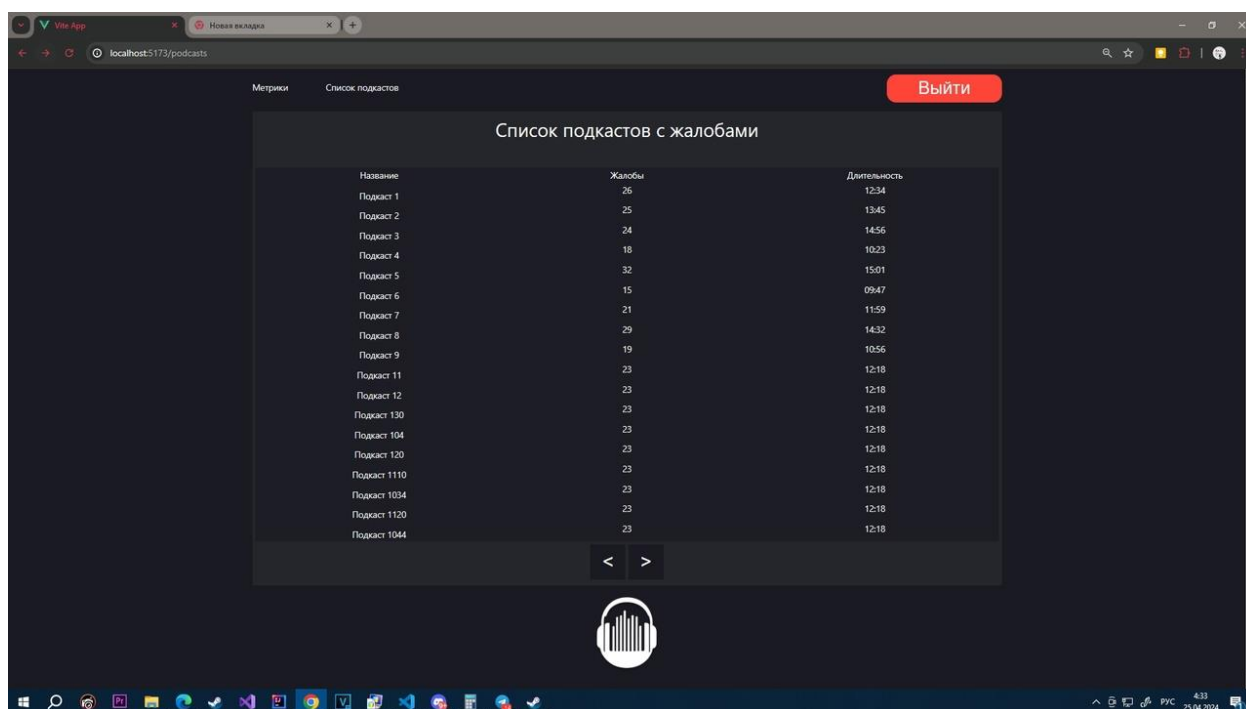 Vite App
Новая вкладка
localhost:5173/podcasts
Метрики Список подкастов Выйти
Список подкастов с жалобами
Название Жалобы Длительность
Подкаст 1 26 12:34
Подкаст 2 25 13:45
Подкаст 3 24 14:56
Подкаст 4 18 10:23
Подкаст 5 32 15:01
Подкаст 6 15 09:47
Подкаст 7 21 11:59
Подкаст 8 29 14:32
Подкаст 9 19 10:56
Подкаст 11 23 12:18
Подкаст 12 23 12:18
Подкаст 130 23 12:18
Подкаст 104 23 12:18
Подкаст 120 23 12:18
Подкаст 1110 23 12:18
Подкаст 1034 23 12:18
Подкаст 1120 23 12:18
Подкаст 1044 23 12:18
< >
Pr
РУС
4:33
25.04.2024